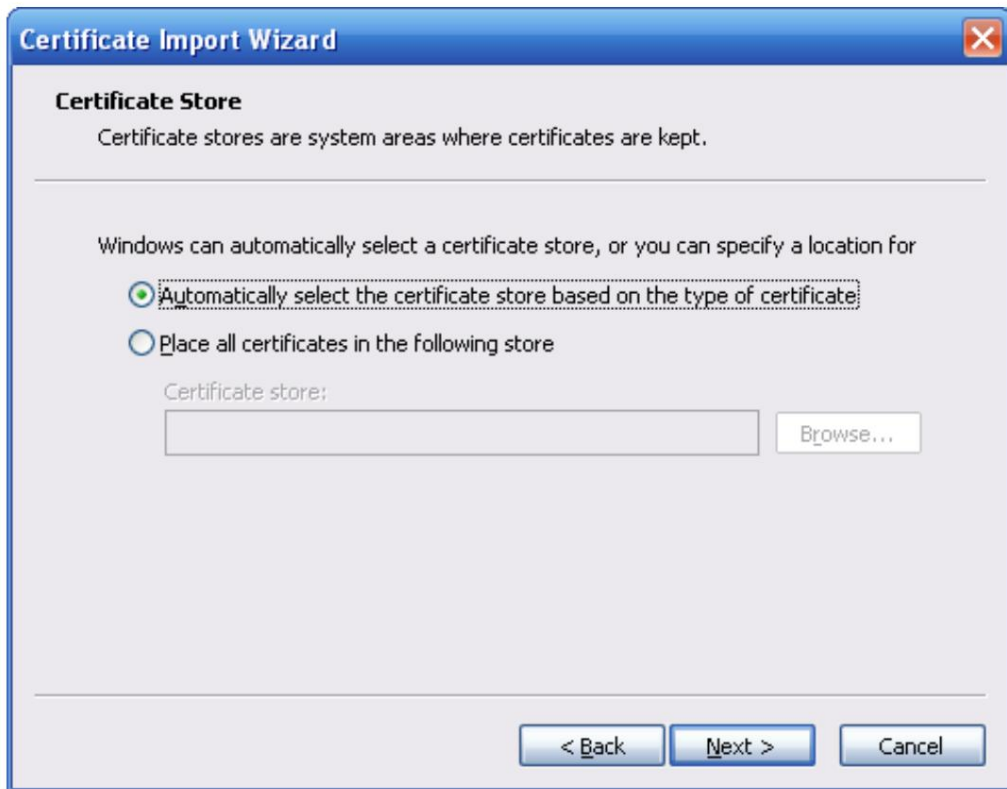 Certificate Import Wizard
Certificate Store
Certificate stores are system areas where certificates are kept.
Windows can automatically select a certificate store, or you can specify a location for
Automatically select the certificate store based on the type of certificate
Place all certificates in the following store
Certificate store:
Browse...
< Back
Next >
Cancel